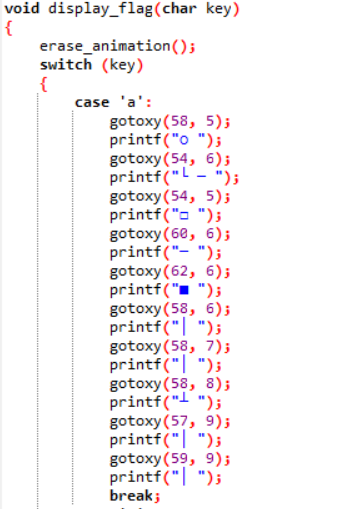 void display_flag(char key)
{
    erase_animation();
    switch (key)
    {
        case 'a':
            gotoxy(58, 5);
            printf("○ ");
            gotoxy(54, 6);
            printf("└ ─ ");
            gotoxy(54, 5);
            printf("□ ");
            gotoxy(60, 6);
            printf("─ ");
            gotoxy(62, 6);
            printf("■ ");
            gotoxy(58, 6);
            printf("│ ");
            gotoxy(58, 7);
            printf("│ ");
            gotoxy(58, 8);
            printf("┴ ");
            gotoxy(57, 9);
            printf("│ ");
            gotoxy(59, 9);
            printf("│ ");
            break;